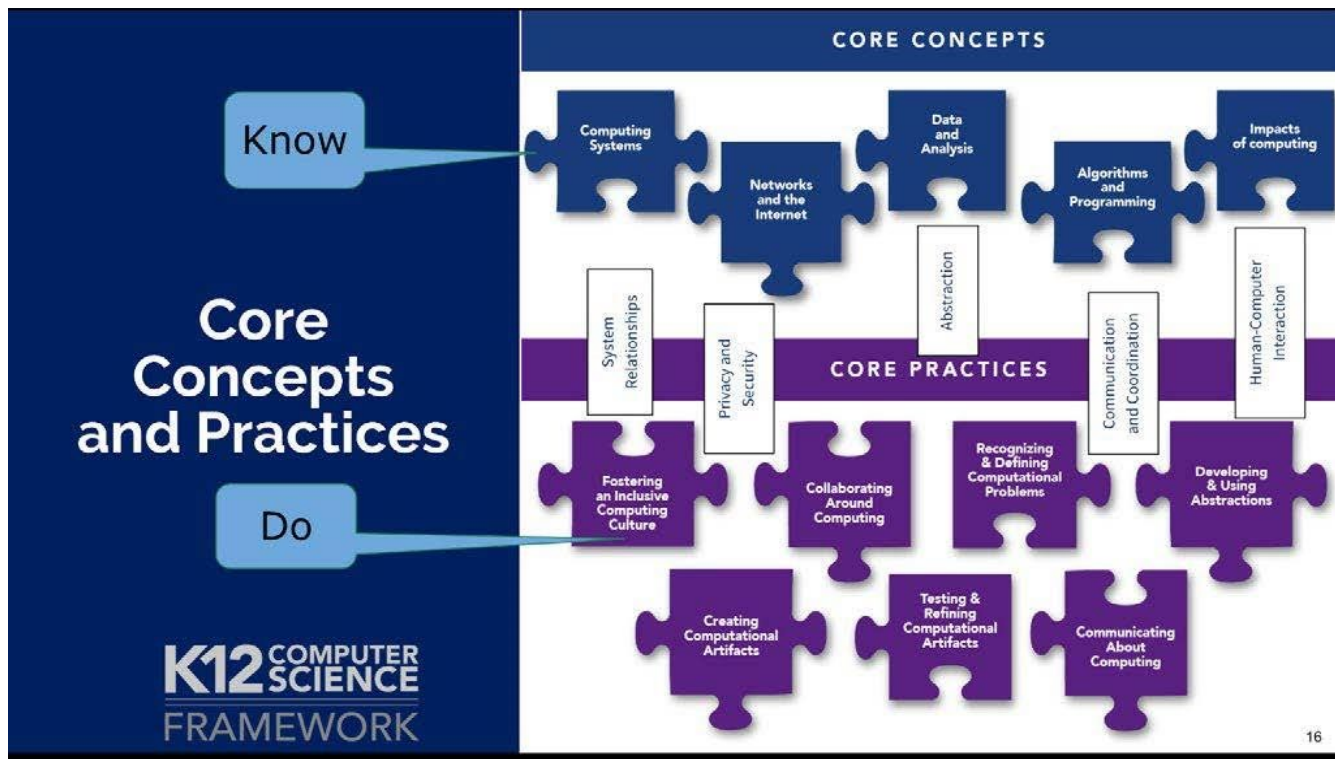 Know
Core
Concepts
and Practices
Do
K12 COMPUTER
SCIENCE
FRAMEWORK
CORE CONCEPTS
Computing
Systems
Networks
and the
Internet
Data
and
Analysis
Algorithms
and
Programming
Impacts
of computing
System
Relationships
Privacy and
Security
Abstraction
Communication
and Coordination
Human-Computer
Interaction
CORE PRACTICES
Fostering
an Inclusive
Computing
Culture
Collaborating
Around
Computing
Recognizing
& Defining
Computational
Problems
Developing
& Using
Abstractions
Creating
Computational
Artifacts
Testing &
Refining
Computational
Artifacts
Communicating
About
Computing
16